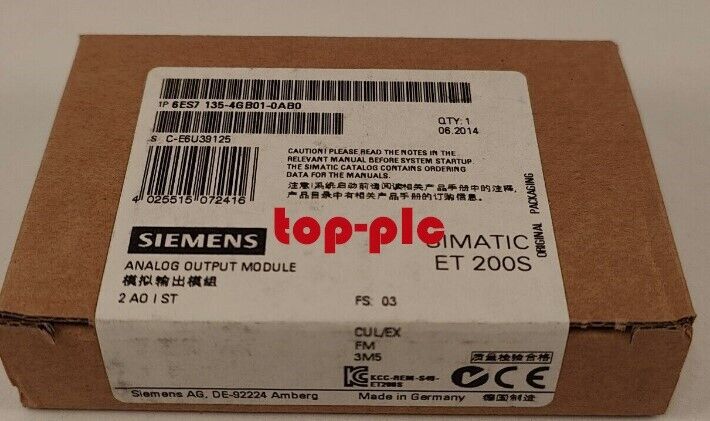 1P 6ES7 135-4GB01-0AB0
QTY: 1
06.2014
S C-E6U39125
CAUTION! PLEASE READ THE NOTES IN THE
RELEVANT MANUAL BEFORE SYSTEM STARTUP.
THE SIMATIC CATALOG CONTAINS ORDERING
DATA FOR THE MANUALS.
注意!系统启动前请阅读相关产品手册中的注释,
产品目录中有相关产品手册的订购信息。
4 025515 072416
ORIGINAL PACKAGING
top-plc
SIEMENS
SIMATIC
ET 200S
ANALOG OUTPUT MODULE
模拟输出模组
2 AO I ST
FS: 03
CUL/EX
FM
3M5
质量检验合格
KCC-REM-S49-
ET200S
Siemens AG, DE-92224 Amberg
Made in Germany
德国制造